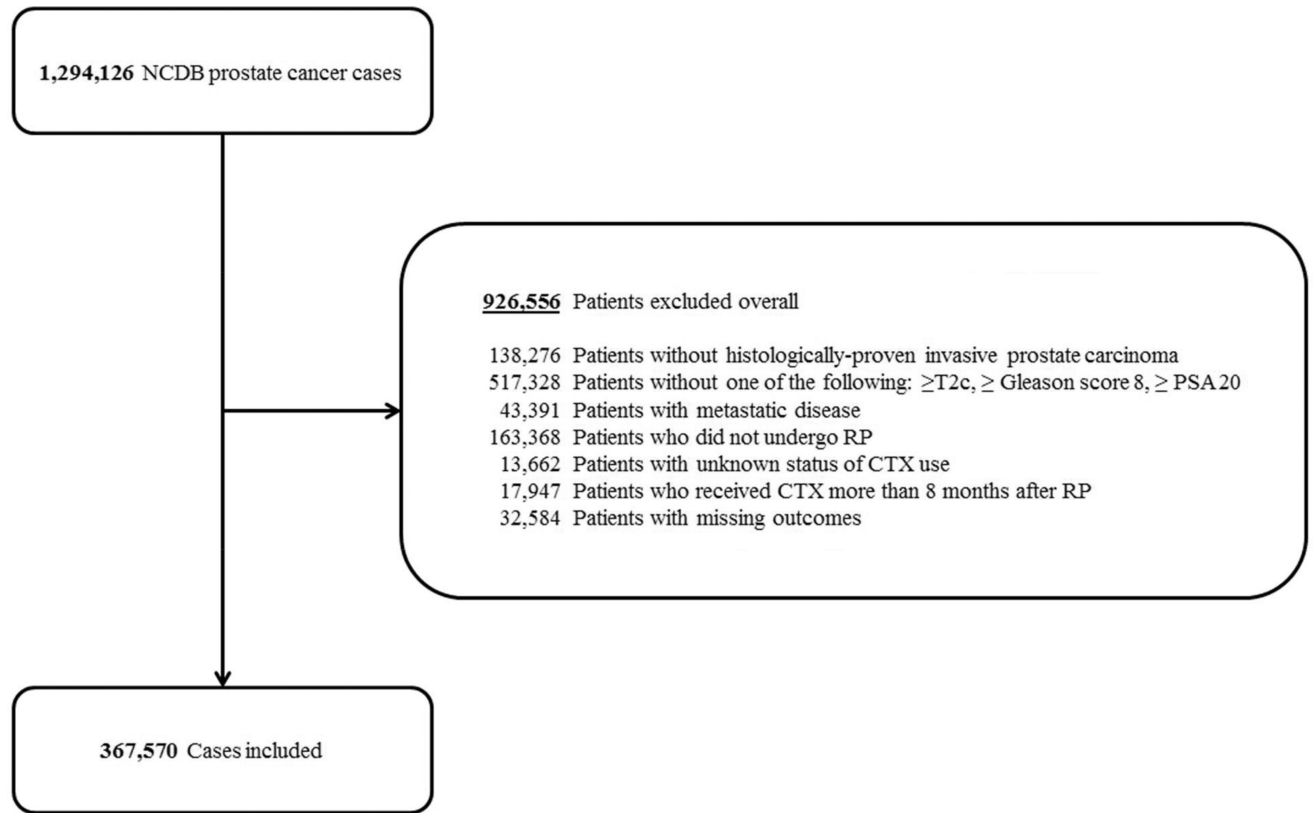 1,294,126 NCDB prostate cancer cases
926,556 Patients excluded overall
138,276 Patients without histologically-proven invasive prostate carcinoma
517,328 Patients without one of the following: ≥T2c, ≥ Gleason score 8, ≥ PSA 20
43,391 Patients with metastatic disease
163,368 Patients who did not undergo RP
13,662 Patients with unknown status of CTX use
17,947 Patients who received CTX more than 8 months after RP
32,584 Patients with missing outcomes
367,570 Cases included